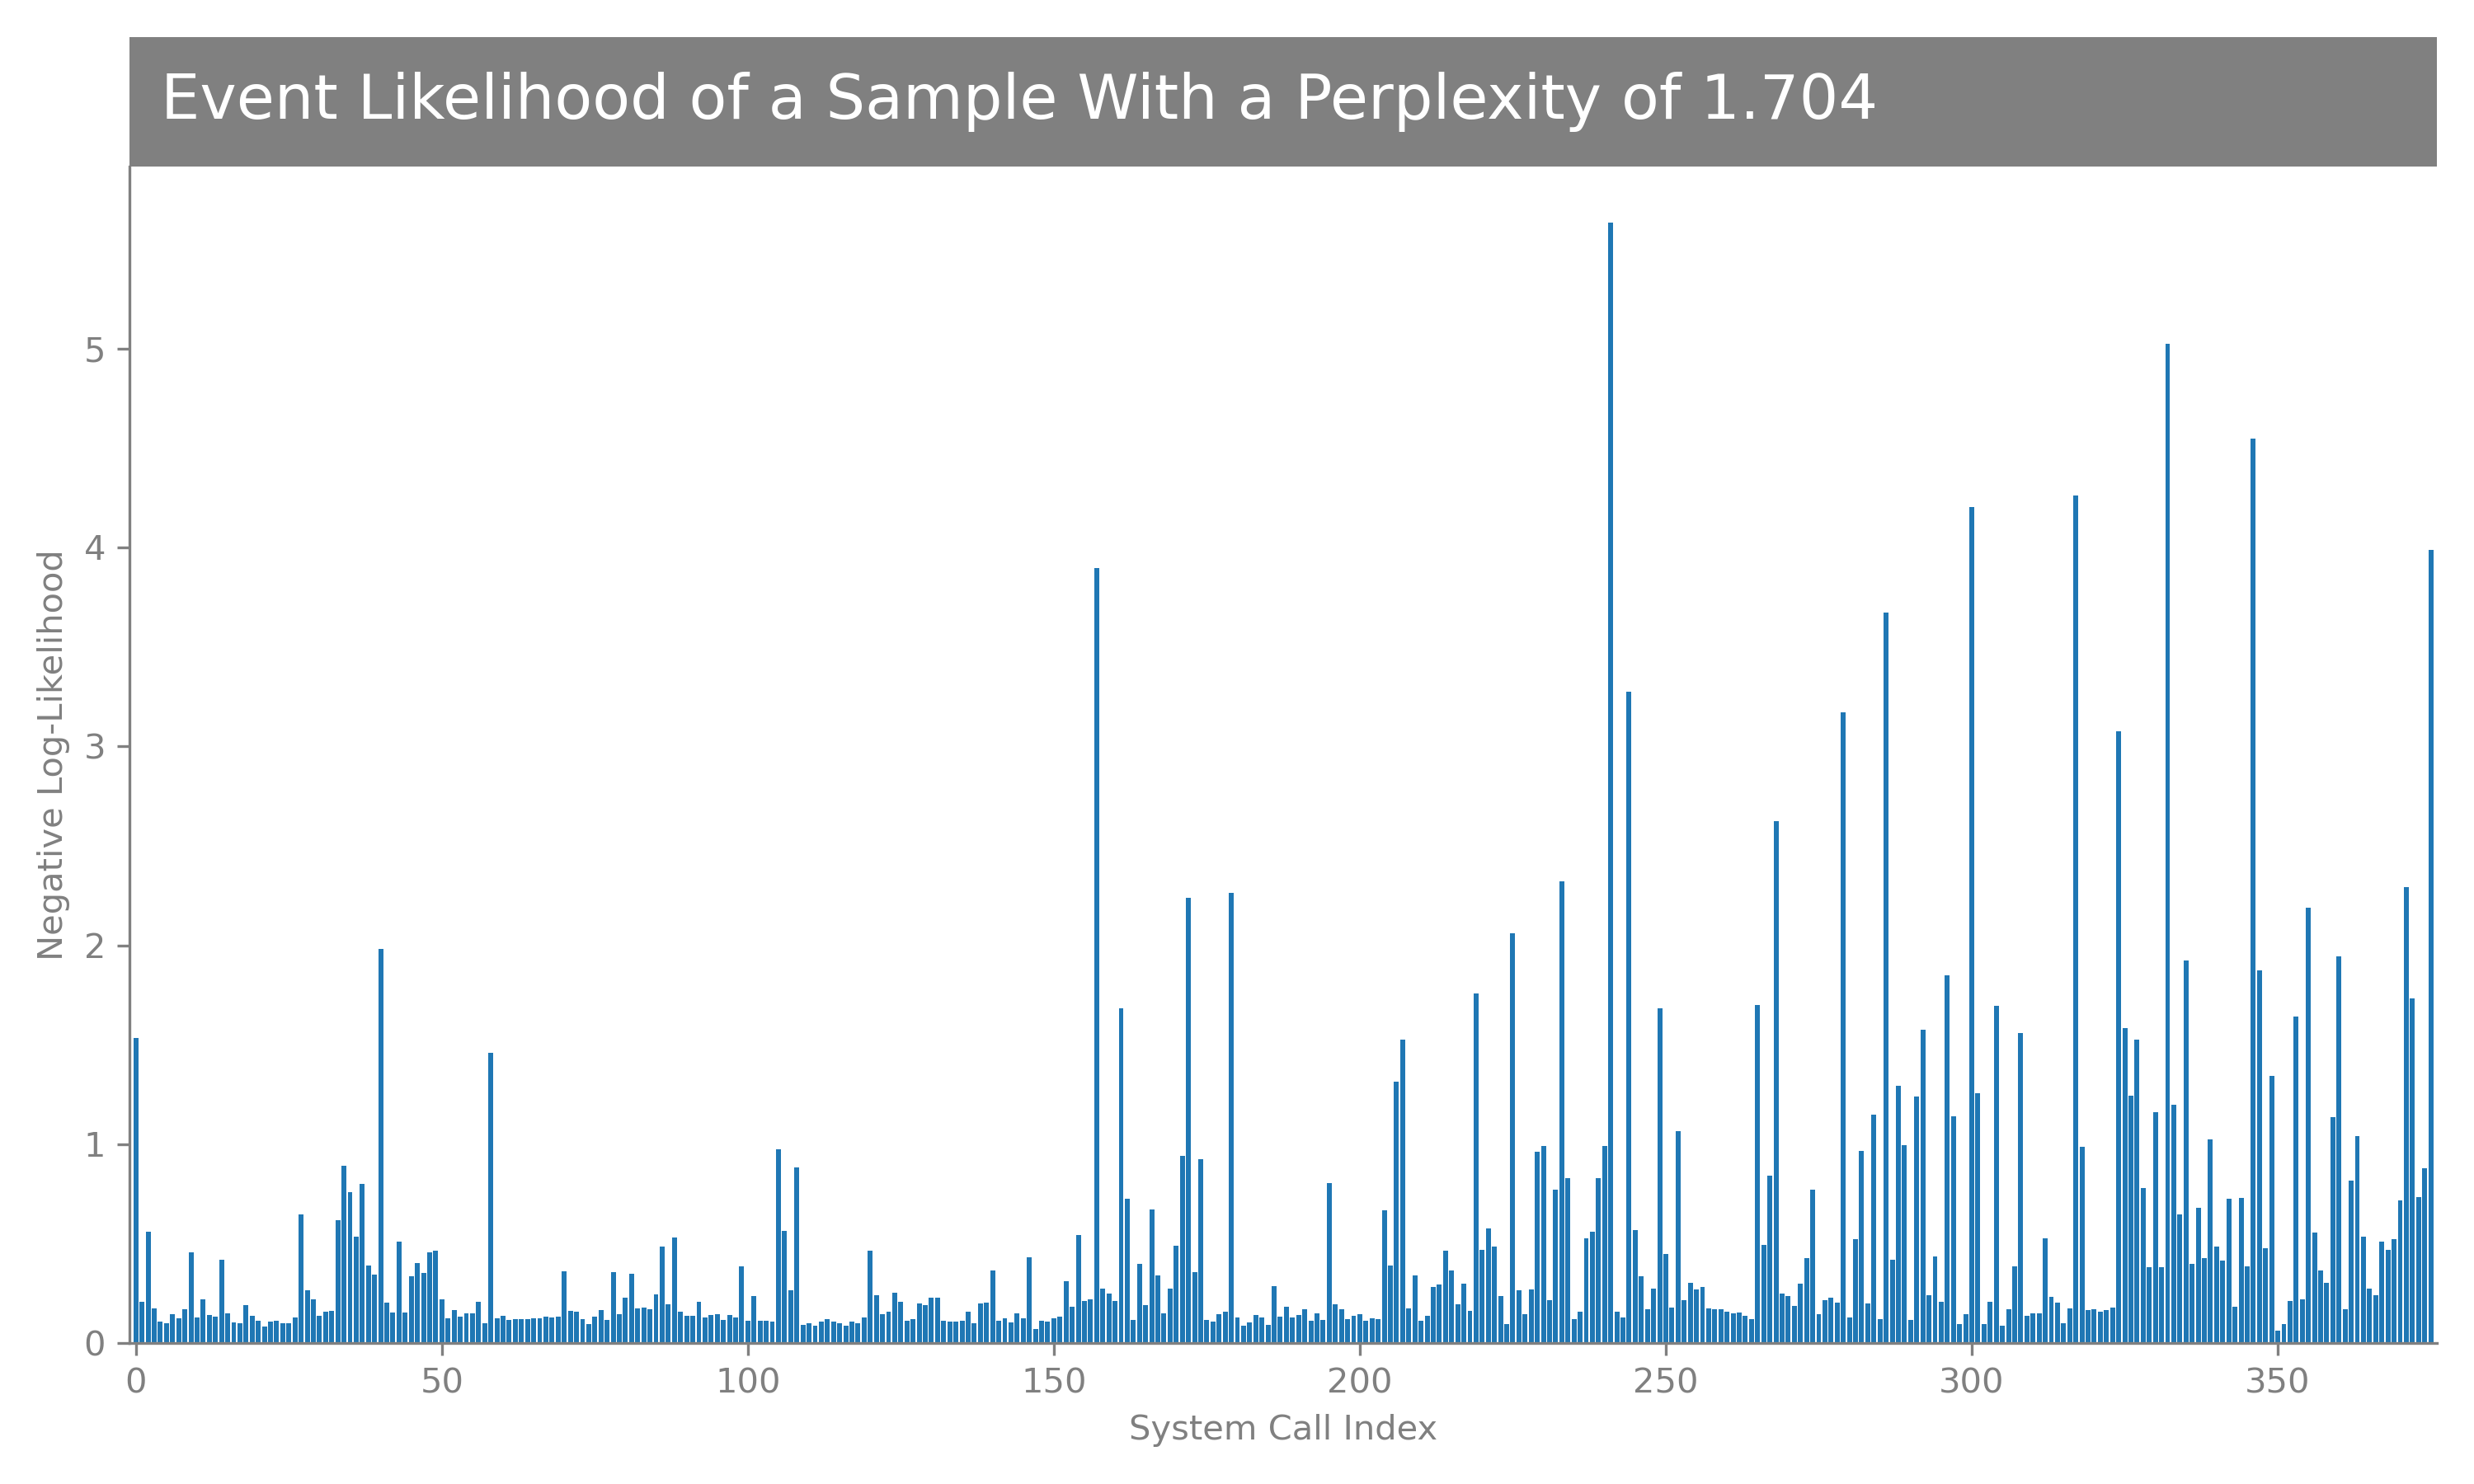 Event Likelihood of a Sample With a Perplexity of 1.704
Negative Log-Likelihood
5
4
3
2
1
0
0 50 100 150 200 250 300 350
System Call Index